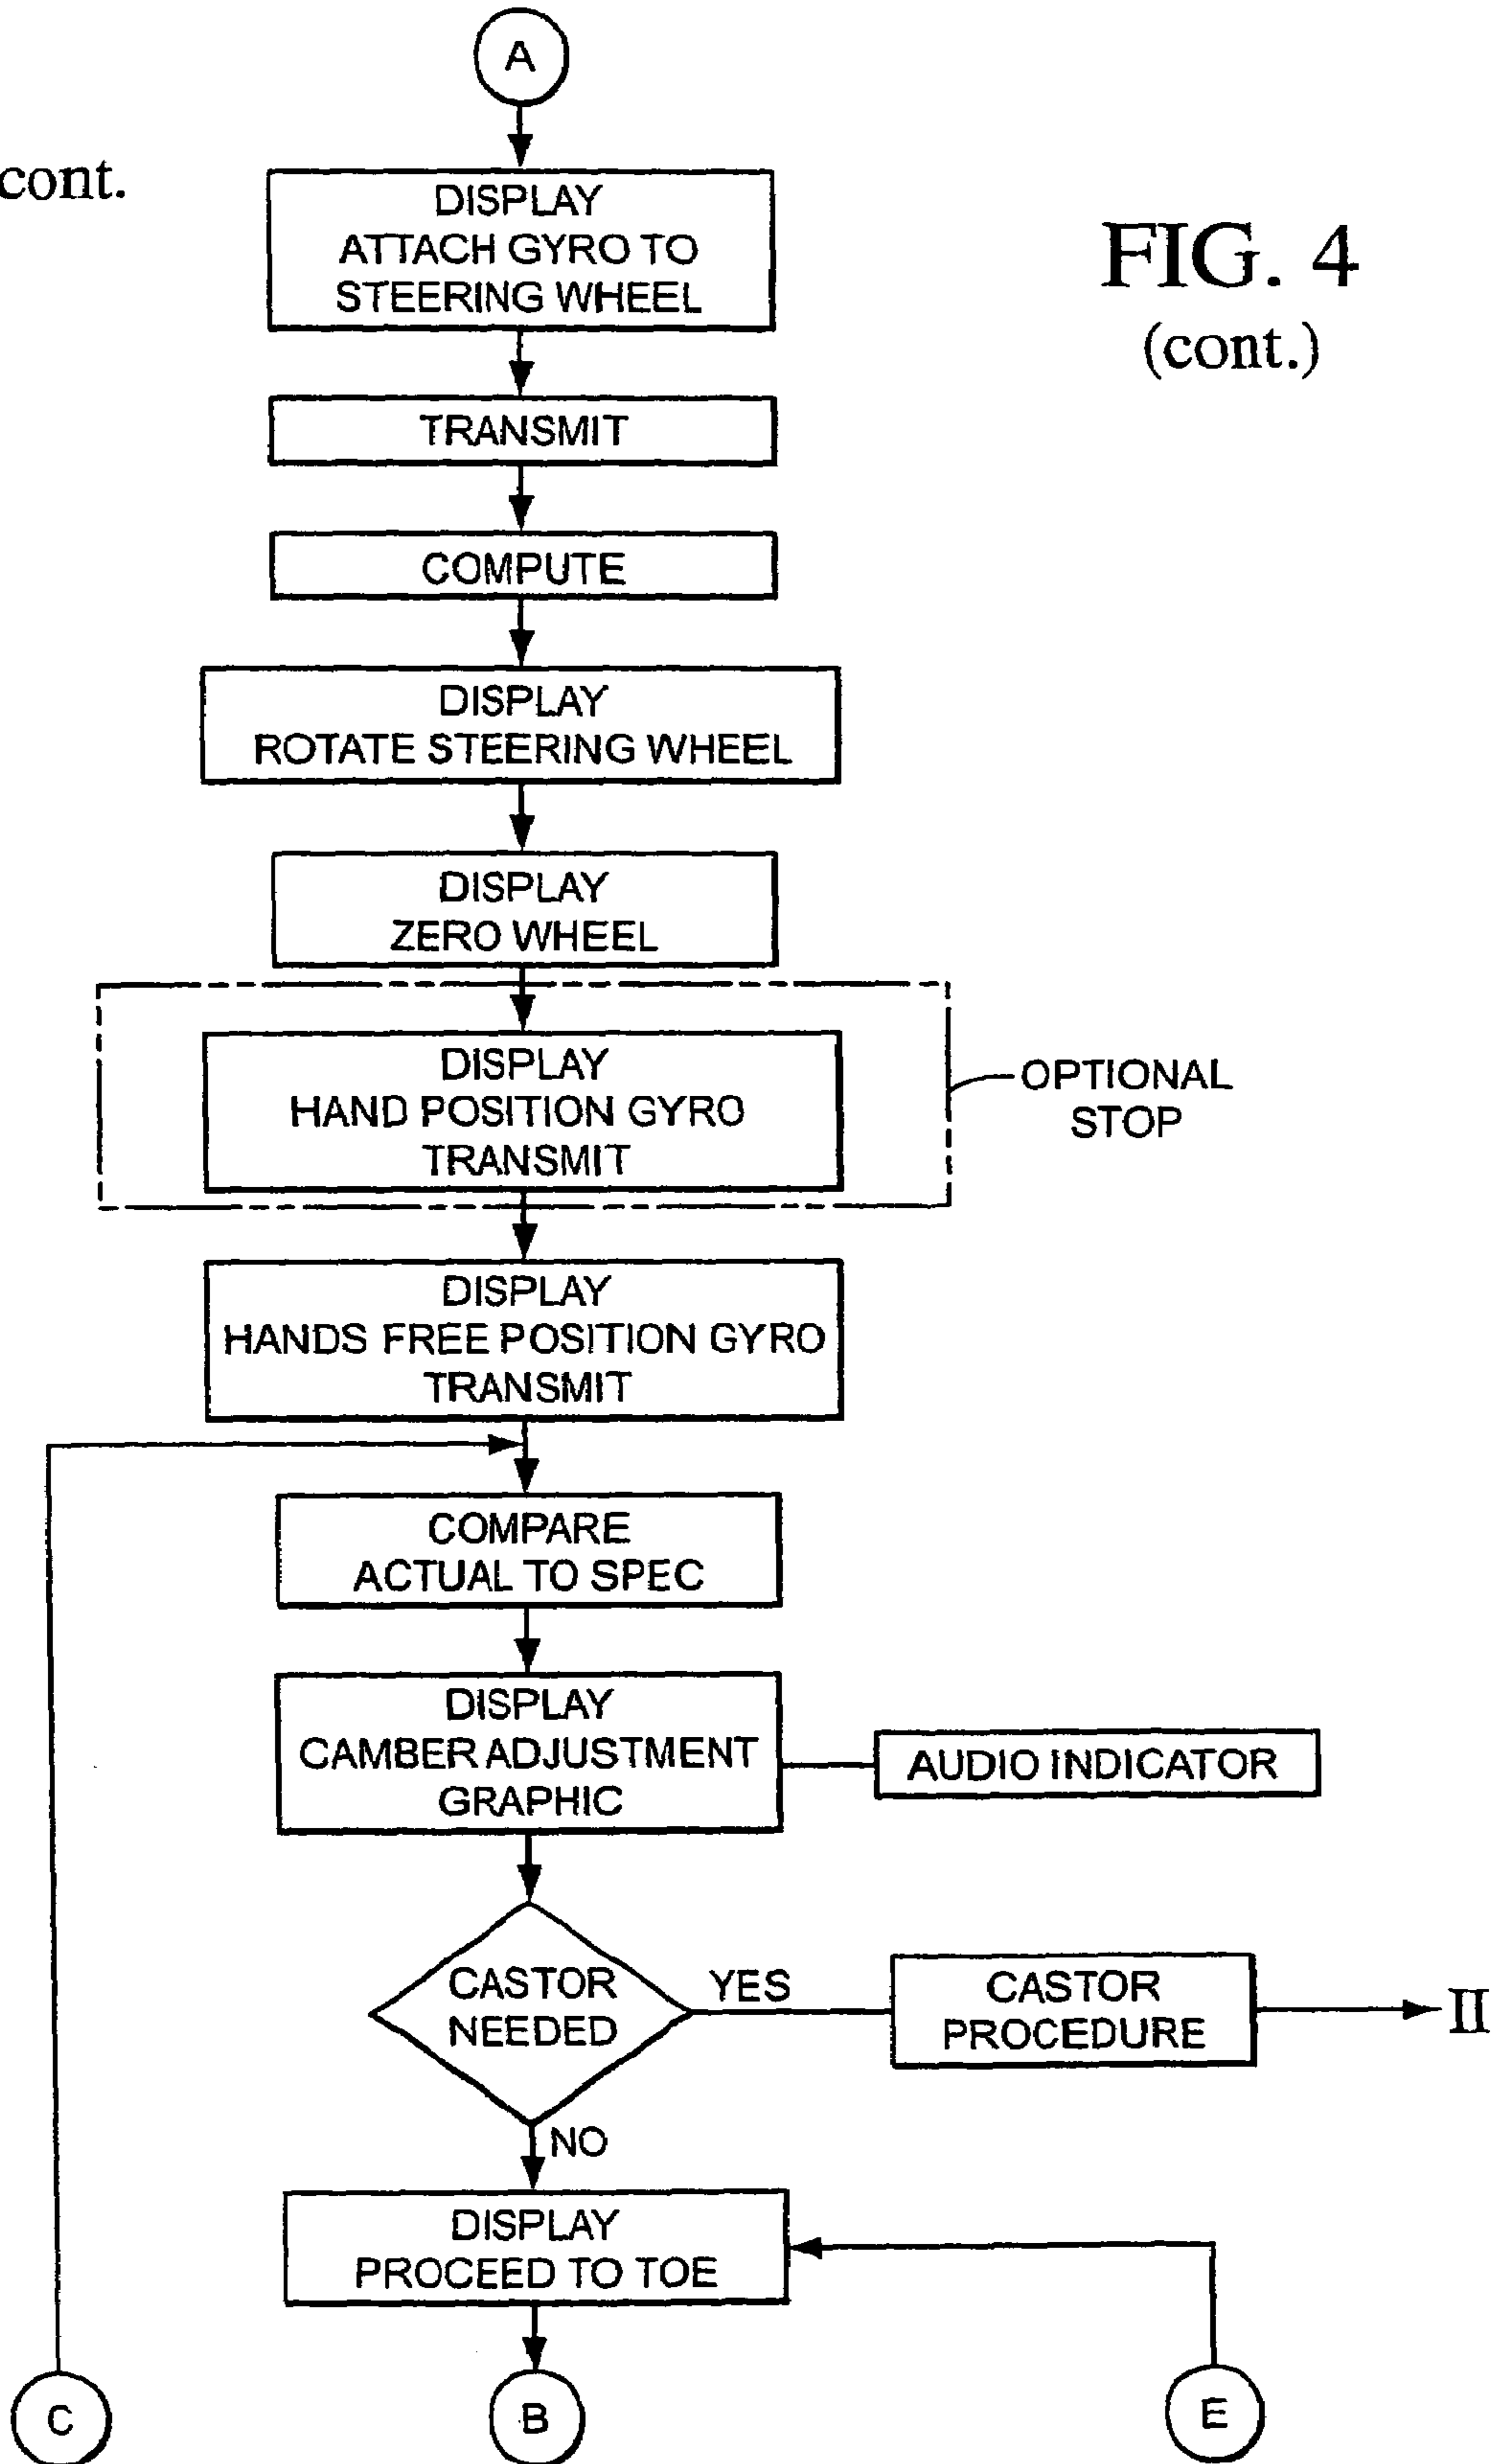 A
cont.
FIG. 4
(cont.)
DISPLAY
ATTACH GYRO TO
STEERING WHEEL
TRANSMIT
COMPUTE
DISPLAY
ROTATE STEERING WHEEL
DISPLAY
ZERO WHEEL
DISPLAY
HAND POSITION GYRO
TRANSMIT
OPTIONAL
STOP
DISPLAY
HANDS FREE POSITION GYRO
TRANSMIT
COMPARE
ACTUAL TO SPEC
DISPLAY
CAMBER ADJUSTMENT
GRAPHIC
AUDIO INDICATOR
CASTOR
NEEDED
YES
CASTOR
PROCEDURE
II
NO
DISPLAY
PROCEED TO TOE
C
B
E